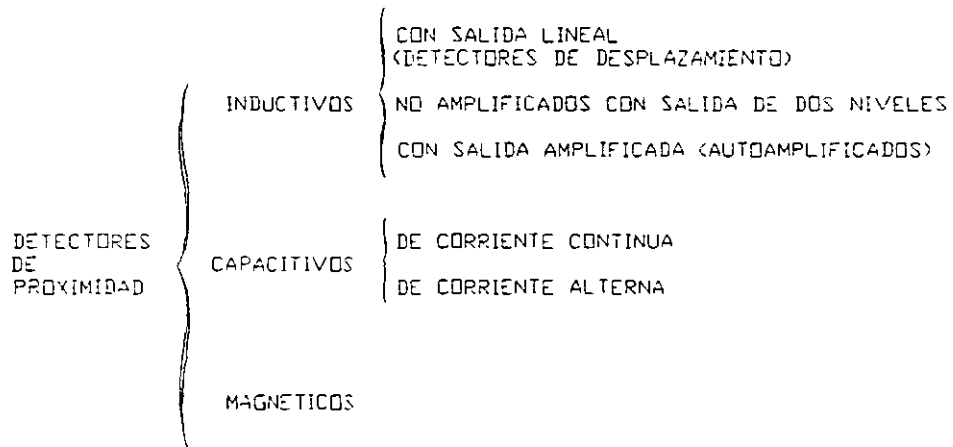 CON SALIDA LINEAL
(DETECTORES DE DESPLAZAMIENTO)
INDUCTIVOS
NO AMPLIFICADOS CON SALIDA DE DOS NIVELES
CON SALIDA AMPLIFICADA (AUTOAMPLIFICADOS)
DETECTORES
DE
PROXIMIDAD
CAPACITIVOS
DE CORRIENTE CONTINUA
DE CORRIENTE ALTERNA
MAGNETICOS